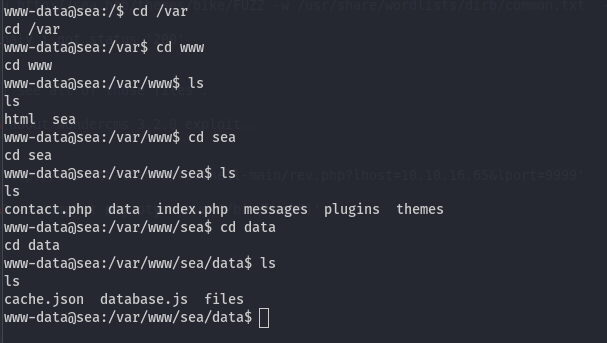 www-data@sea:/$ cd /var
cd /var
www-data@sea:/var$ cd www
cd www
www-data@sea:/var/www$ ls
ls
html  sea
www-data@sea:/var/www$ cd sea
cd sea
www-data@sea:/var/www/sea$ ls
ls
contact.php  data  index.php  messages  plugins  themes
www-data@sea:/var/www/sea$ cd data
cd data
www-data@sea:/var/www/sea/data$ ls
ls
cache.json  database.js  files
www-data@sea:/var/www/sea/data$